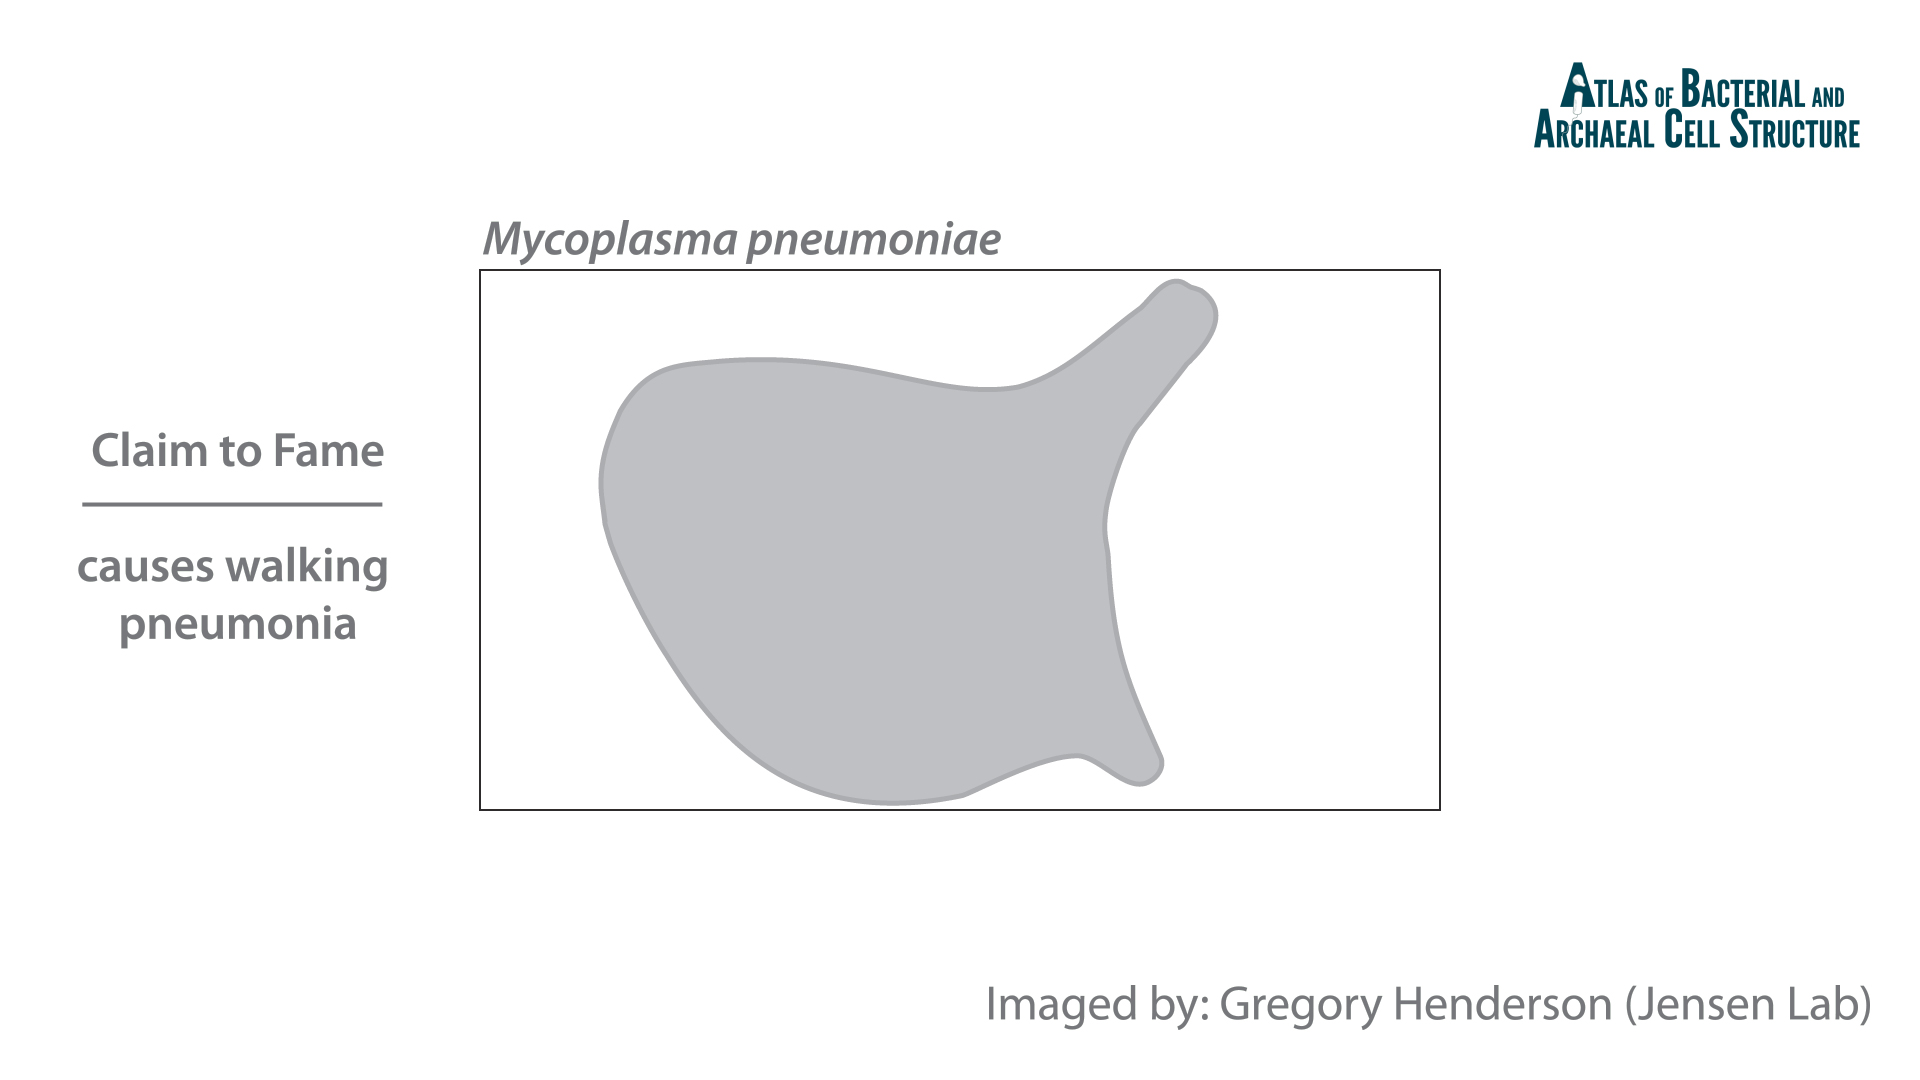 Atlas of Bacterial and
Archaeal Cell Structure
Mycoplasma pneumoniae
Claim to Fame
causes walking
pneumonia
Imaged by: Gregory Henderson (Jensen Lab)